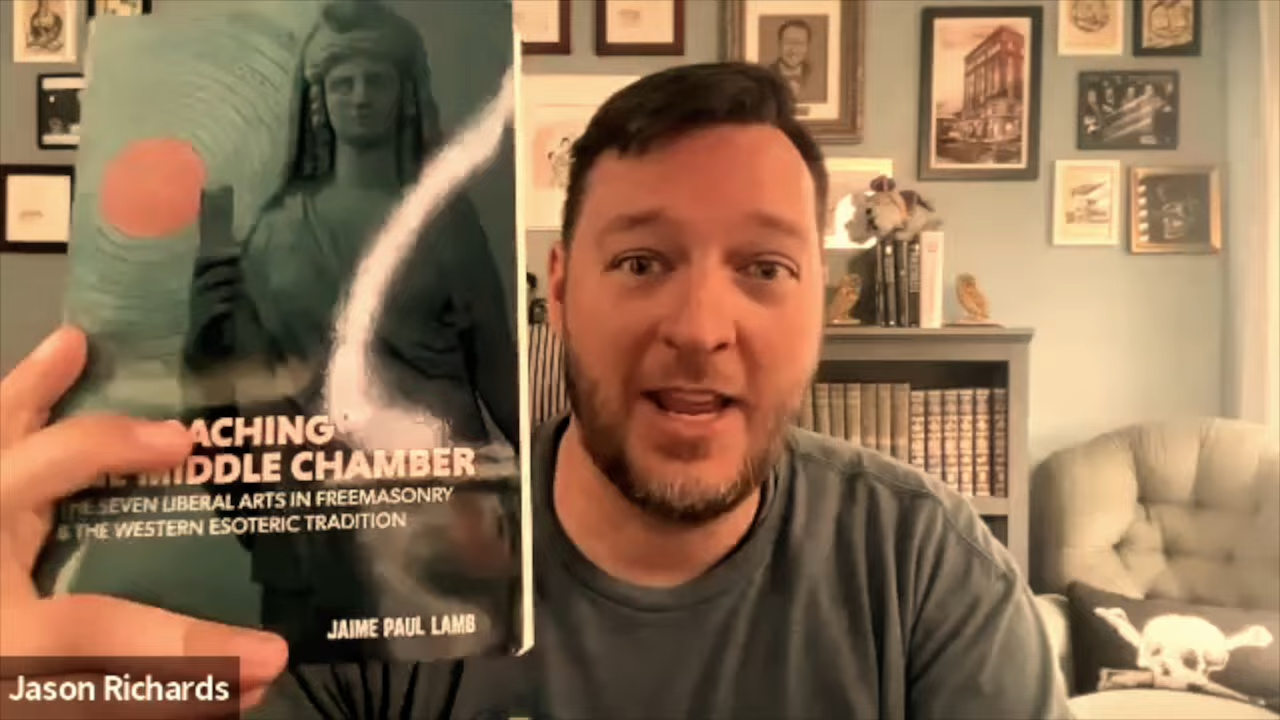 ACHING
MIDDLE CHAMBER
SEVEN LIBERAL ARTS IN FREEMASONRY
& THE WESTERN ESOTERIC TRADITION
JAIME PAUL LAMB
Jason Richards